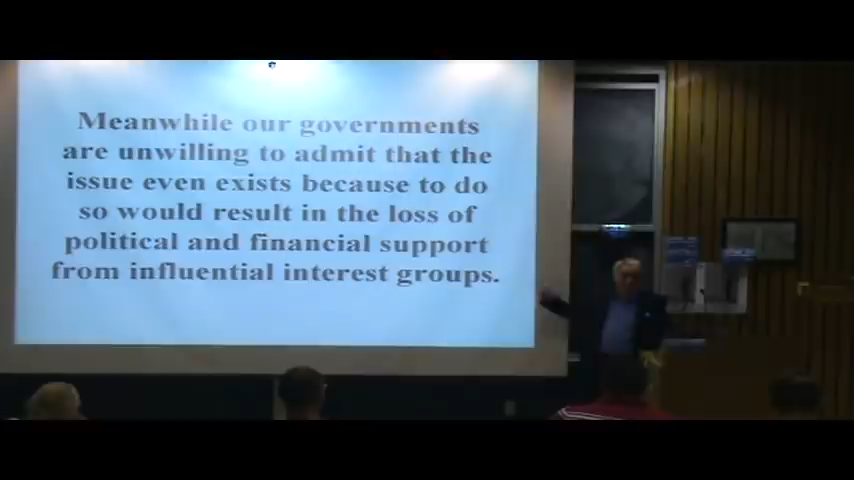 Meanwhile our governments
are unwilling to admit that the
issue even exists because to do
so would result in the loss of
political and financial support
from influential interest groups.